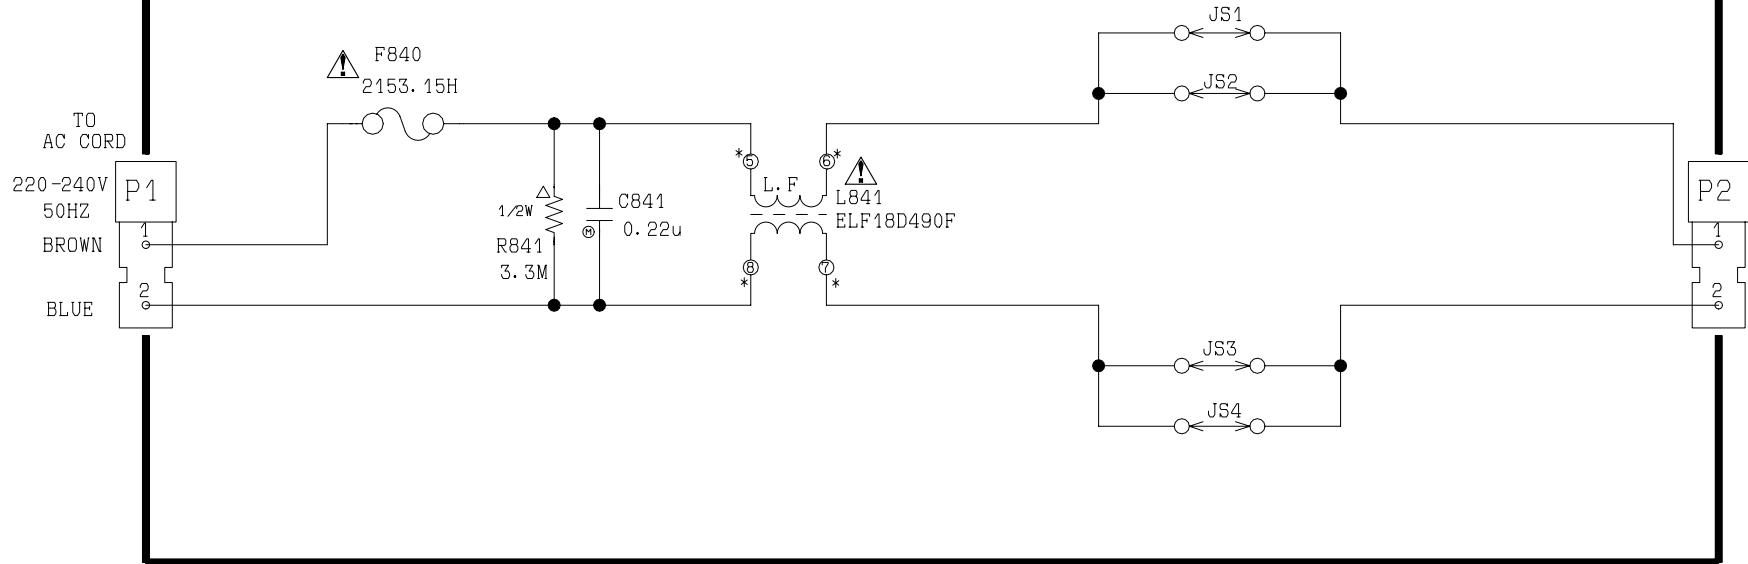 JS1
F840
2153.15H
JS2
TO
AC CORD
* 5
6 *
220-240V
50HZ
P1
L.F
L841
ELF18D490F
P2
1/2W
C841
M
0.22u
1
BROWN
R841
3.3M
1
8
*
7
*
2
BLUE
2
JS3
JS4